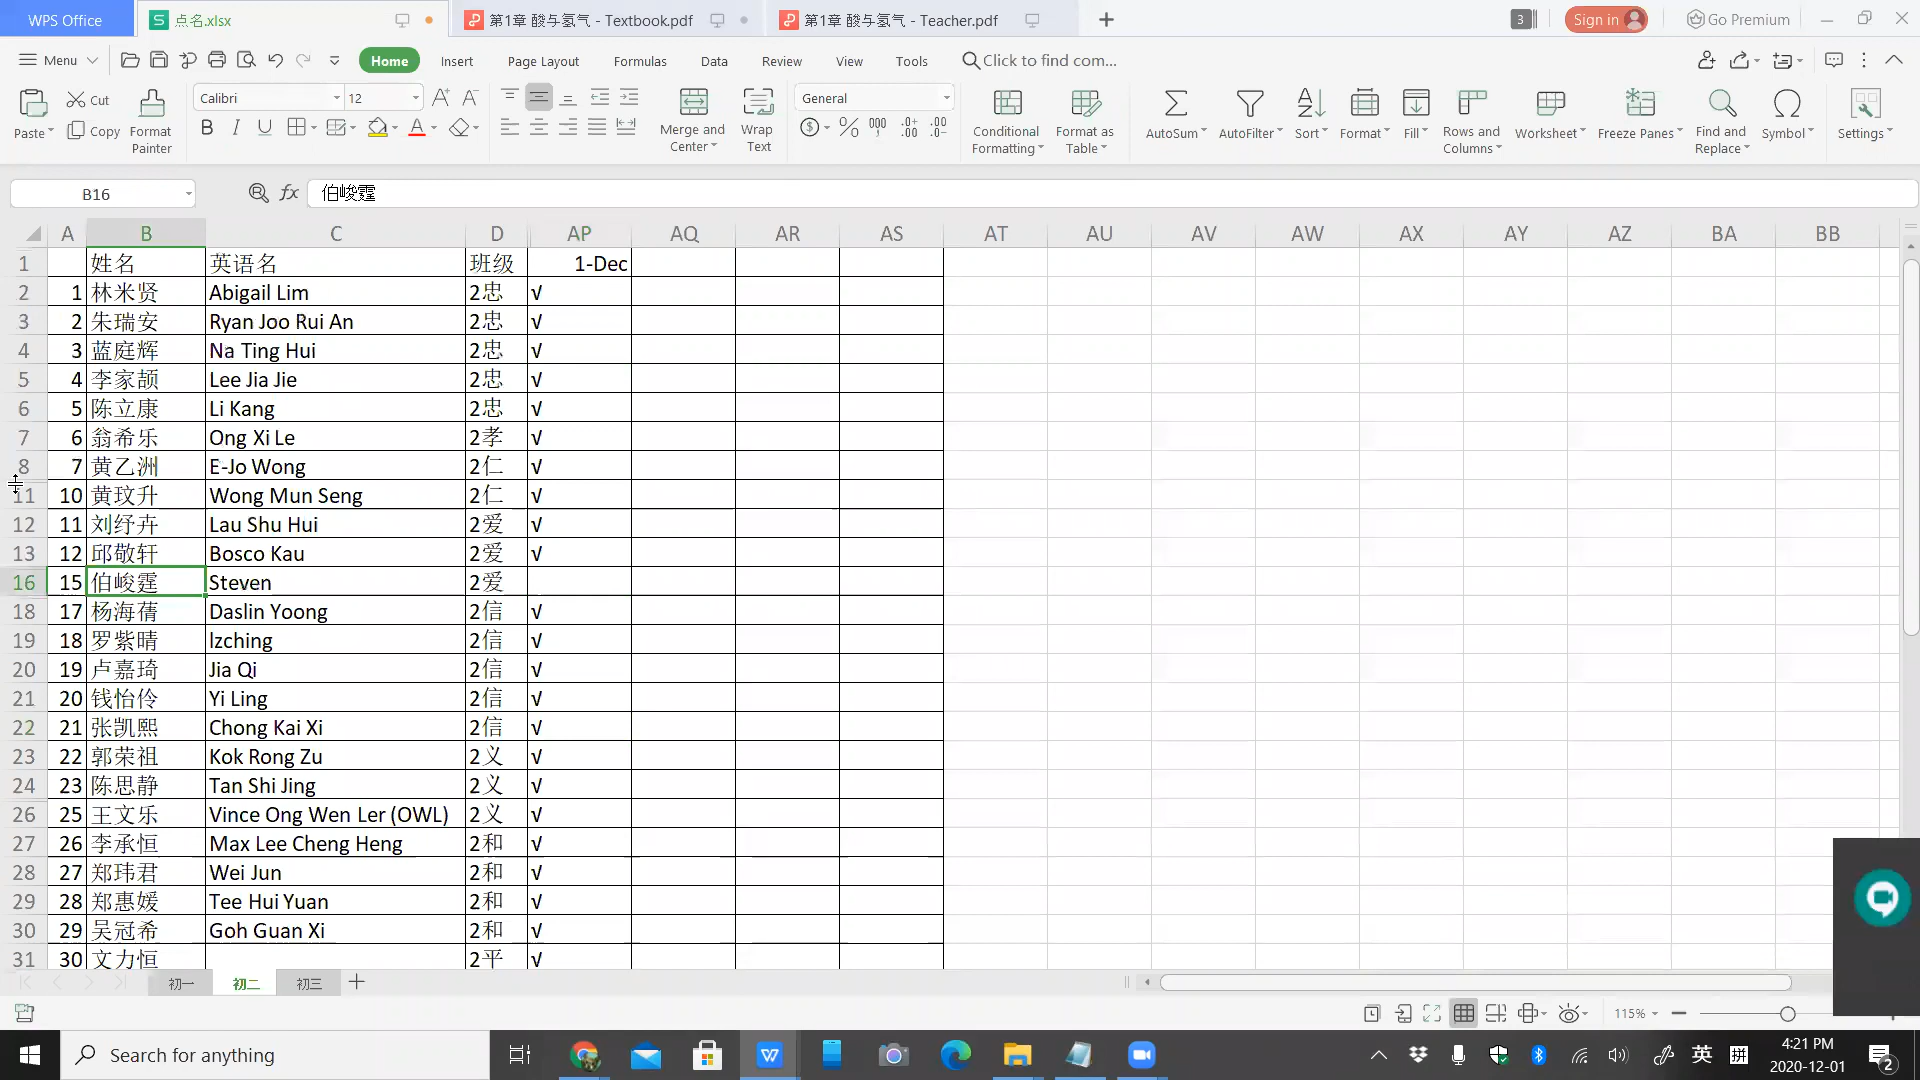 WPS Office 点名.xlsx 第1章 酸与氢气 - Textbook.pdf 第1章 酸与氢气 - Teacher.pdf 3 Sign in Go Premium
Menu Home Insert Page Layout Formulas Data Review View Tools Click to find com...
Paste Cut Copy Format Painter Calibri 12 Merge and Center Wrap Text General Conditional Formatting Format as Table AutoSum AutoFilter Sort Format Fill Rows and Columns Worksheet Freeze Panes Find and Replace Symbol Settings
B16 fx 伯峻霆
A B C D AP AQ AR AS AT AU AV AW AX AY AZ BA BB
1 姓名 英语名 班级 1-Dec
2 1 林米贤 Abigail Lim 2忠 √
3 2 朱瑞安 Ryan Joo Rui An 2忠 √
4 3 蓝庭辉 Na Ting Hui 2忠 √
5 4 李家颉 Lee Jia Jie 2忠 √
6 5 陈立康 Li Kang 2忠 √
7 6 翁希乐 Ong Xi Le 2孝 √
8 7 黄乙洲 E-Jo Wong 2仁 √
11 10 黄玟升 Wong Mun Seng 2仁 √
12 11 刘纾卉 Lau Shu Hui 2爱 √
13 12 邱敬轩 Bosco Kau 2爱 √
16 15 伯峻霆 Steven 2爱
18 17 杨海蒨 Daslin Yoong 2信 √
19 18 罗紫晴 lzching 2信 √
20 19 卢嘉琦 Jia Qi 2信 √
21 20 钱怡伶 Yi Ling 2信 √
22 21 张凯熙 Chong Kai Xi 2信 √
23 22 郭荣祖 Kok Rong Zu 2义 √
24 23 陈思静 Tan Shi Jing 2义 √
26 25 王文乐 Vince Ong Wen Ler (OWL) 2义 √
27 26 李承恒 Max Lee Cheng Heng 2和 √
28 27 郑玮君 Wei Jun 2和 √
29 28 郑惠媛 Tee Hui Yuan 2和 √
30 29 吴冠希 Goh Guan Xi 2和 √
31 30 文力恒 2平 √
初一 初二 初三
115%
Search for anything 英 拼 4:21 PM
2020-12-01 2